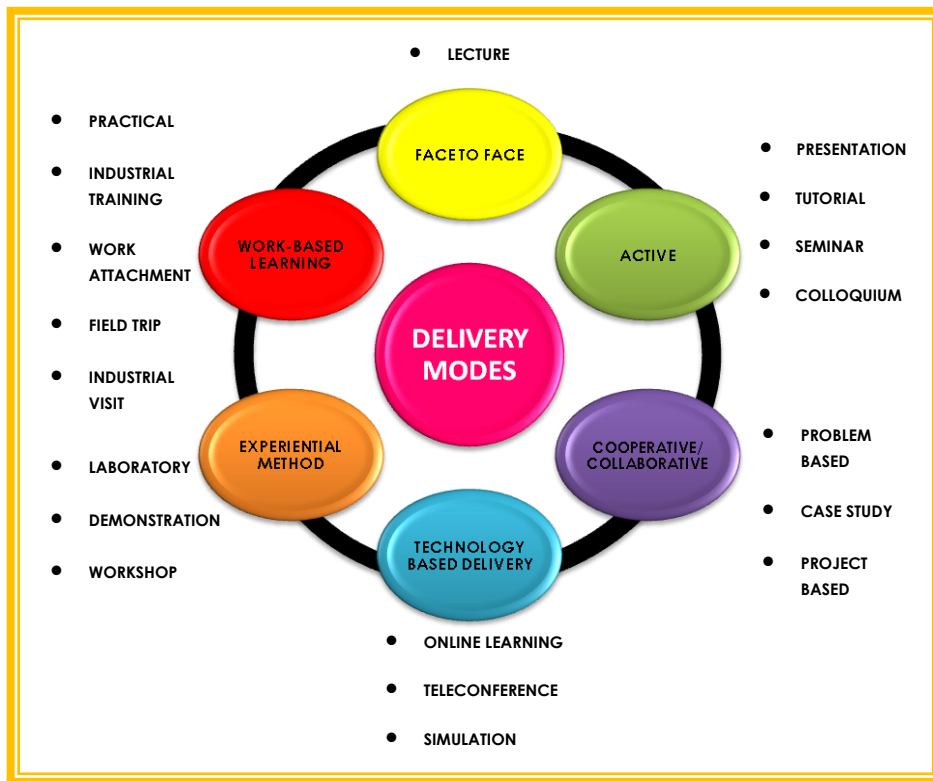 LECTURE
FACE TO FACE
PRACTICAL
INDUSTRIAL
TRAINING
WORK
ATTACHMENT
FIELD TRIP
INDUSTRIAL
VISIT
WORK-BASED
LEARNING
PRESENTATION
TUTORIAL
SEMINAR
COLLOQUIUM
ACTIVE
DELIVERY
MODES
EXPERIENTIAL
METHOD
LABORATORY
DEMONSTRATION
WORKSHOP
COOPERATIVE/
COLLABORATIVE
PROBLEM
BASED
CASE STUDY
PROJECT
BASED
TECHNOLOGY
BASED DELIVERY
ONLINE LEARNING
TELECONFERENCE
SIMULATION